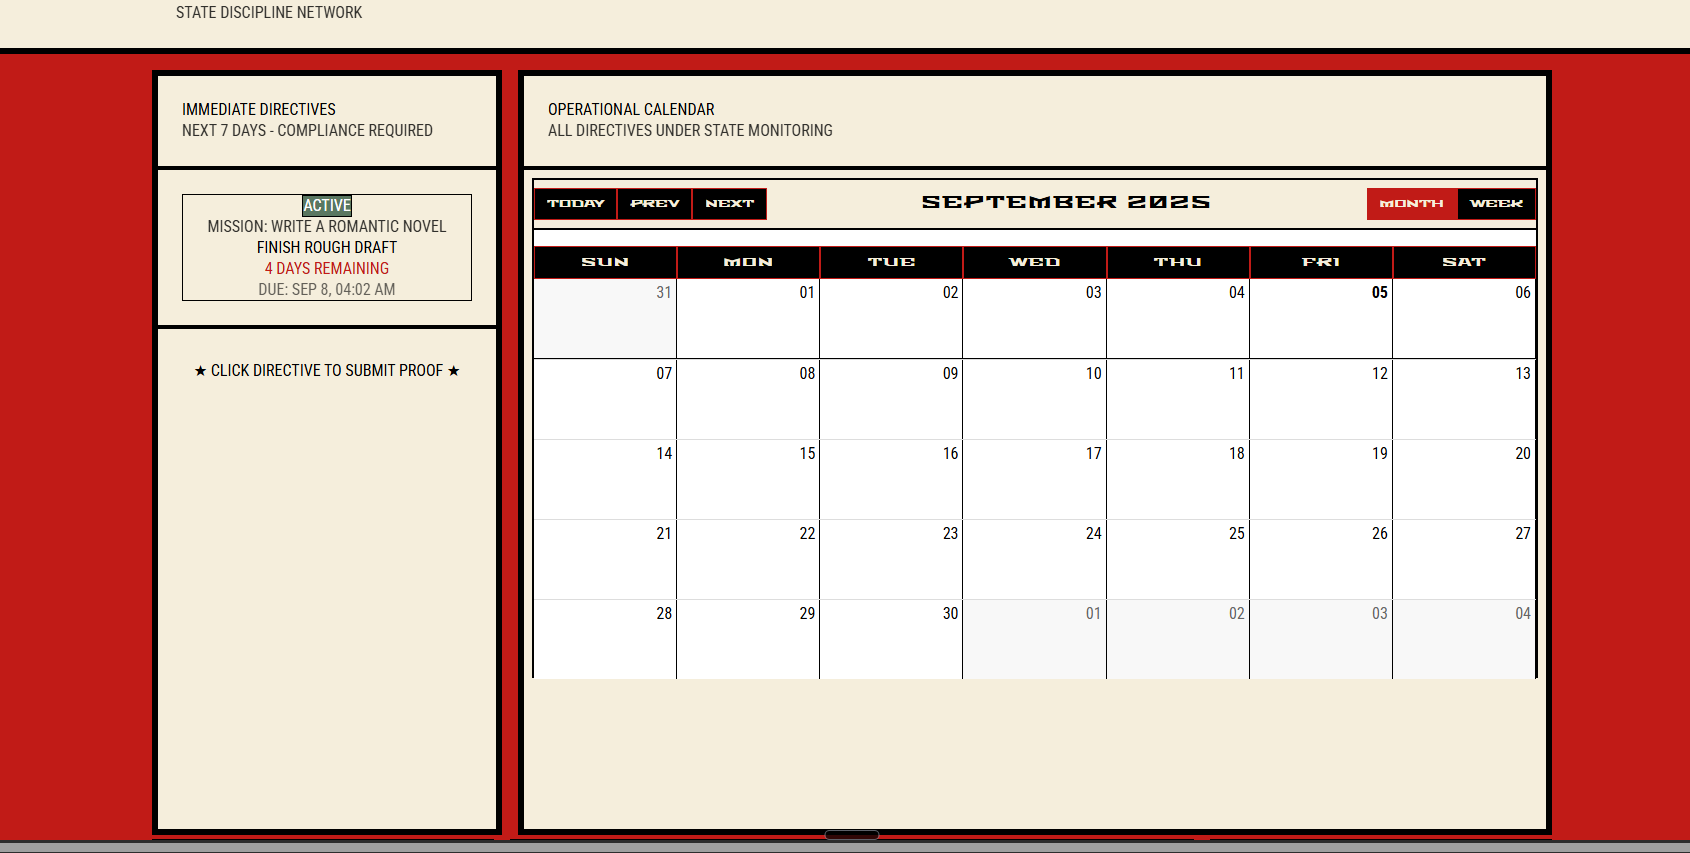 STATE DISCIPLINE NETWORK
IMMEDIATE DIRECTIVES
NEXT 7 DAYS - COMPLIANCE REQUIRED
ACTIVE
MISSION: WRITE A ROMANTIC NOVEL
FINISH ROUGH DRAFT
4 DAYS REMAINING
DUE: SEP 8, 04:02 AM
★ CLICK DIRECTIVE TO SUBMIT PROOF ★
OPERATIONAL CALENDAR
ALL DIRECTIVES UNDER STATE MONITORING
TODAY PREV NEXT SEPTEMBER 2025 MONTH WEEK
SUN MON TUE WED THU FRI SAT
31 01 02 03 04 05 06
07 08 09 10 11 12 13
14 15 16 17 18 19 20
21 22 23 24 25 26 27
28 29 30 01 02 03 04